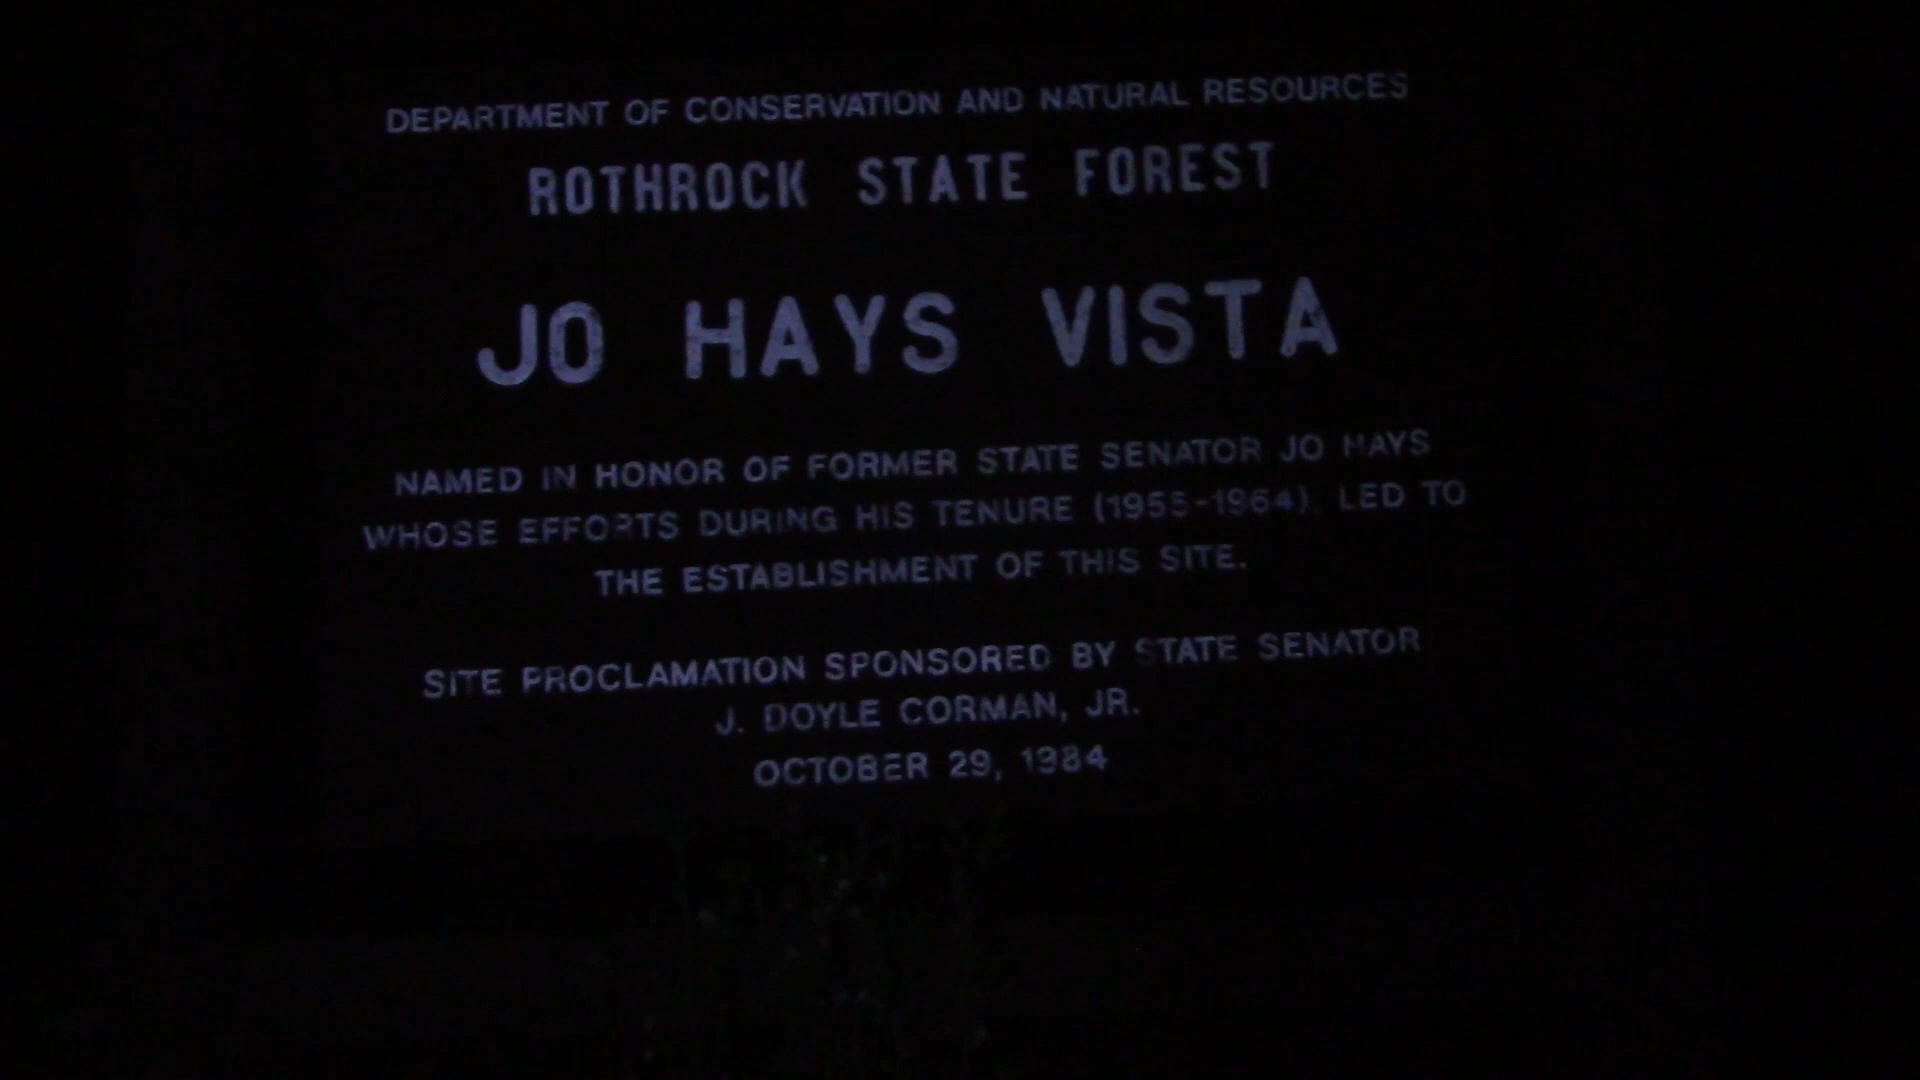 DEPARTMENT OF CONSERVATION AND NATURAL RESOURCES
ROTHROCK STATE FOREST
JO HAYS VISTA
NAMED IN HONOR OF FORMER STATE SENATOR JO HAYS
WHOSE EFFORTS DURING HIS TENURE (1955-1964), LED TO
THE ESTABLISHMENT OF THIS SITE.
SITE PROCLAMATION SPONSORED BY STATE SENATOR
J. DOYLE CORMAN, JR.
OCTOBER 29, 1984